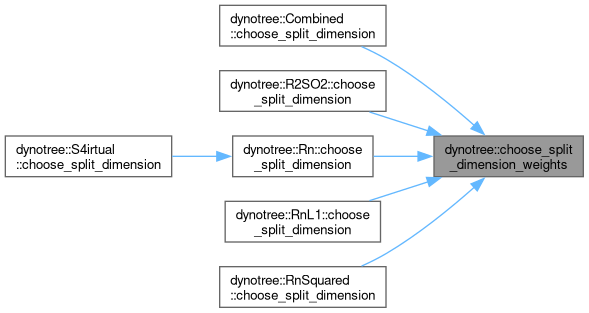 dynotree::Combined
::choose_split_dimension
dynotree::R2SO2::choose
_split_dimension
dynotree::S4irtual
::choose_split_dimension
dynotree::Rn::choose
_split_dimension
dynotree::choose_split
_dimension_weights
dynotree::RnL1::choose
_split_dimension
dynotree::RnSquared
::choose_split_dimension